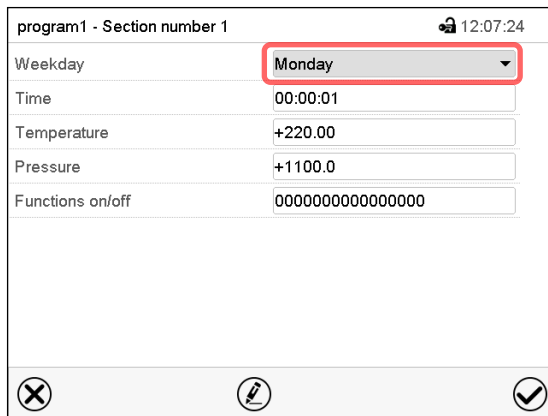 program1 - Section number 1 12:07:24
Weekday Monday
Time 00:00:01
Temperature +220.00
Pressure +1100.0
Functions on/off 0000000000000000